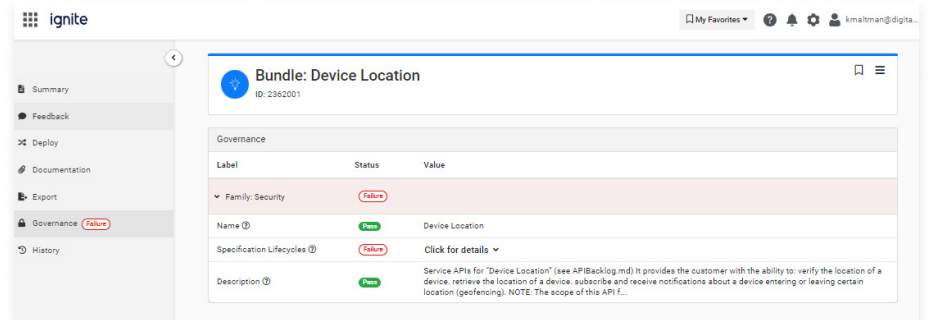 ignite
My Favorites
kmaltman@digita...
Summary
Feedback
Deploy
Documentation
Export
Governance Failure
History
Bundle: Device Location
ID: 2362001
Governance
Label Status Value
Family: Security Failure
Name Pass Device Location
Specification Lifecycles Failure Click for details
Description Pass
Service APIs for "Device Location" (see APIBacklog.md) It provides the customer with the ability to: verify the location of a
device. retrieve the location of a device. subscribe and receive notifications about a device entering or leaving certain
location (geofencing). NOTE: The scope of this API f...